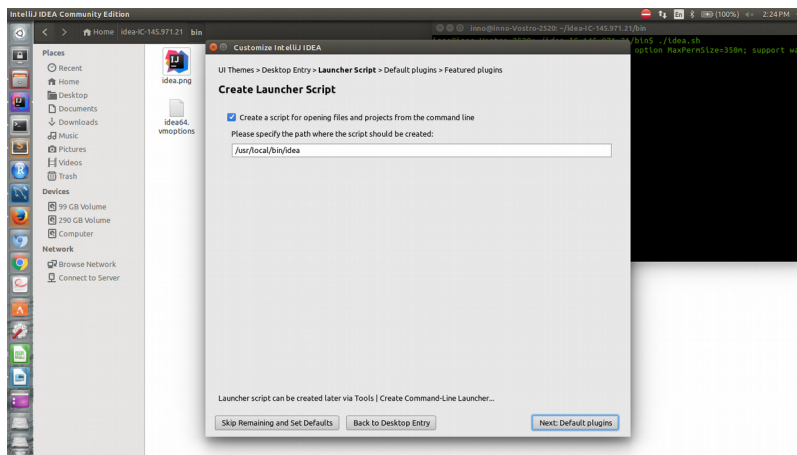 IntelliJ IDEA Community Edition
En
(100%)
2:24 PM
Home
idea-IC-145.971.21
bin
inno@inno-Vostro-2520: ~/idea-IC-145.971.21/bin
/bin$ ./idea.sh
option MaxPermSize=350m; support wa
Places
Recent
Home
Desktop
Documents
Downloads
Music
Pictures
Videos
Trash
Devices
99 GB Volume
290 GB Volume
Computer
Network
Browse Network
Connect to Server
idea.png
idea64.
vmoptions
Customize IntelliJ IDEA
UI Themes > Desktop Entry > Launcher Script > Default plugins > Featured plugins
Create Launcher Script
Create a script for opening files and projects from the command line
Please specify the path where the script should be created:
/usr/local/bin/idea
Launcher script can be created later via Tools | Create Command-Line Launcher...
Skip Remaining and Set Defaults
Back to Desktop Entry
Next: Default plugins